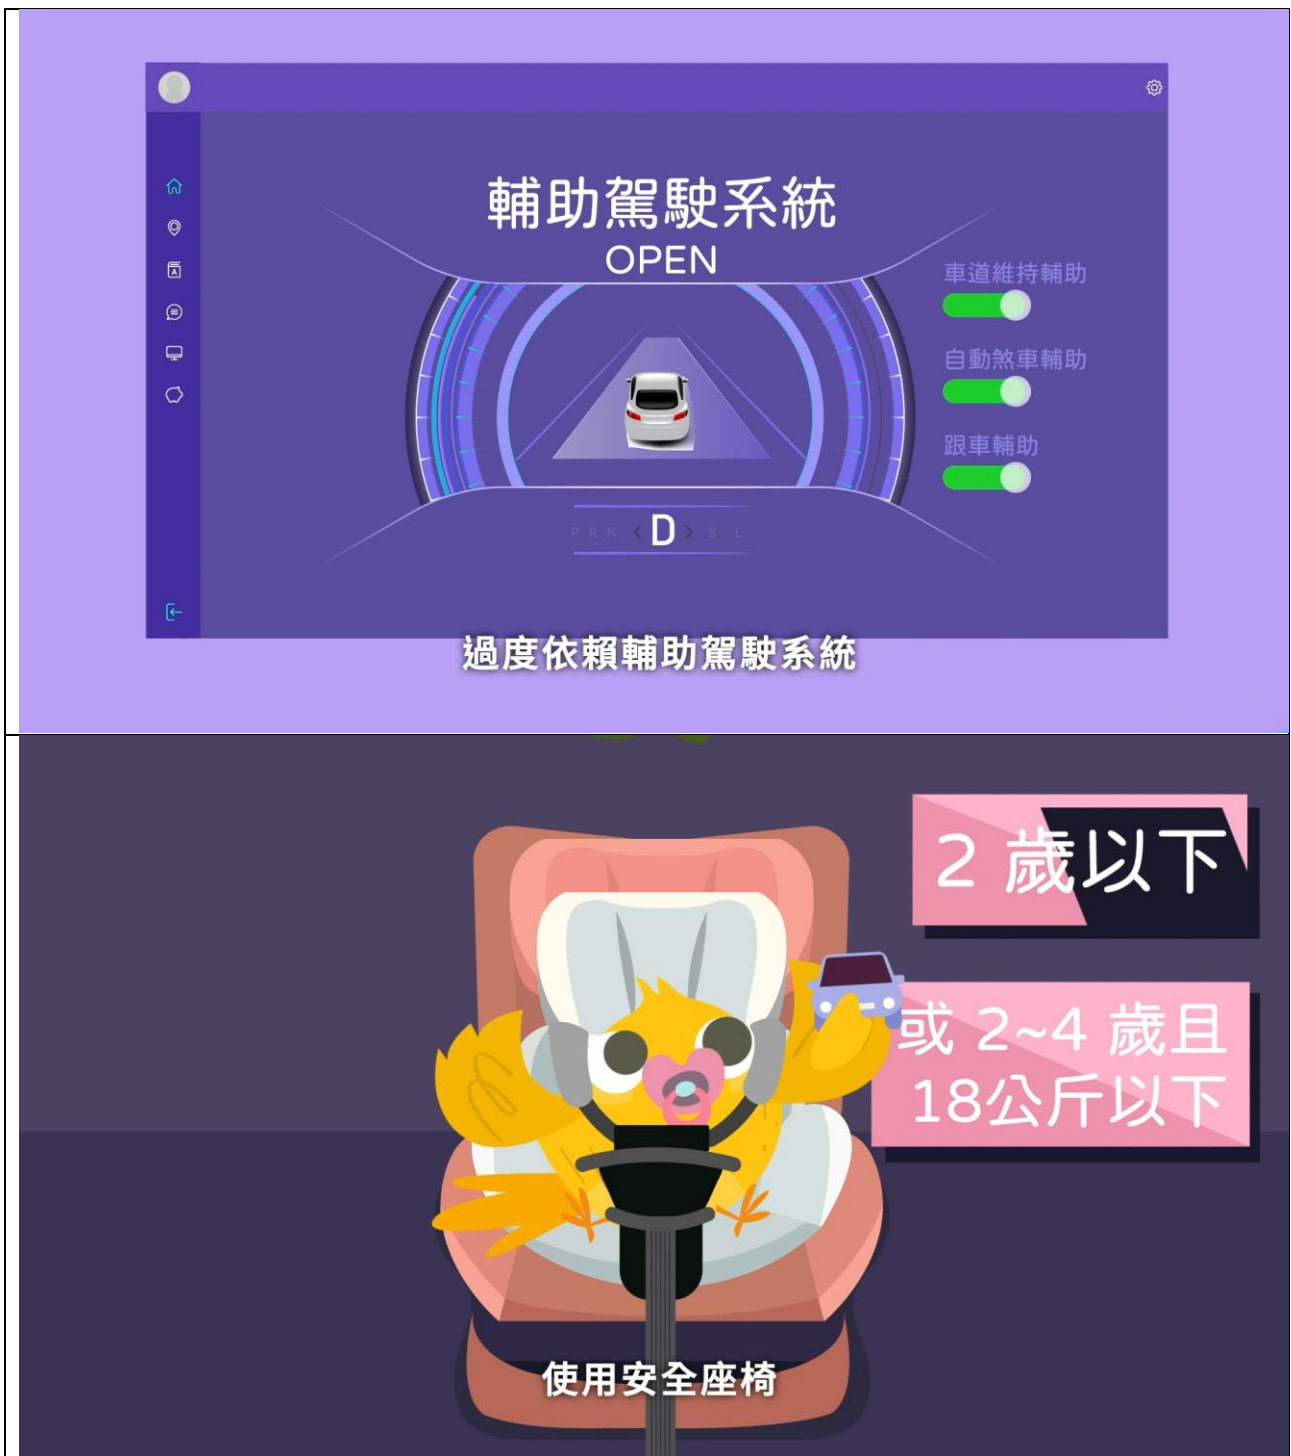 輔助駕駛系統
OPEN
車道維持輔助
自動煞車輔助
跟車輔助
P R N < D > S L
過度依賴輔助駕駛系統
2 歲以下
或 2~4 歲且
18公斤以下
使用安全座椅